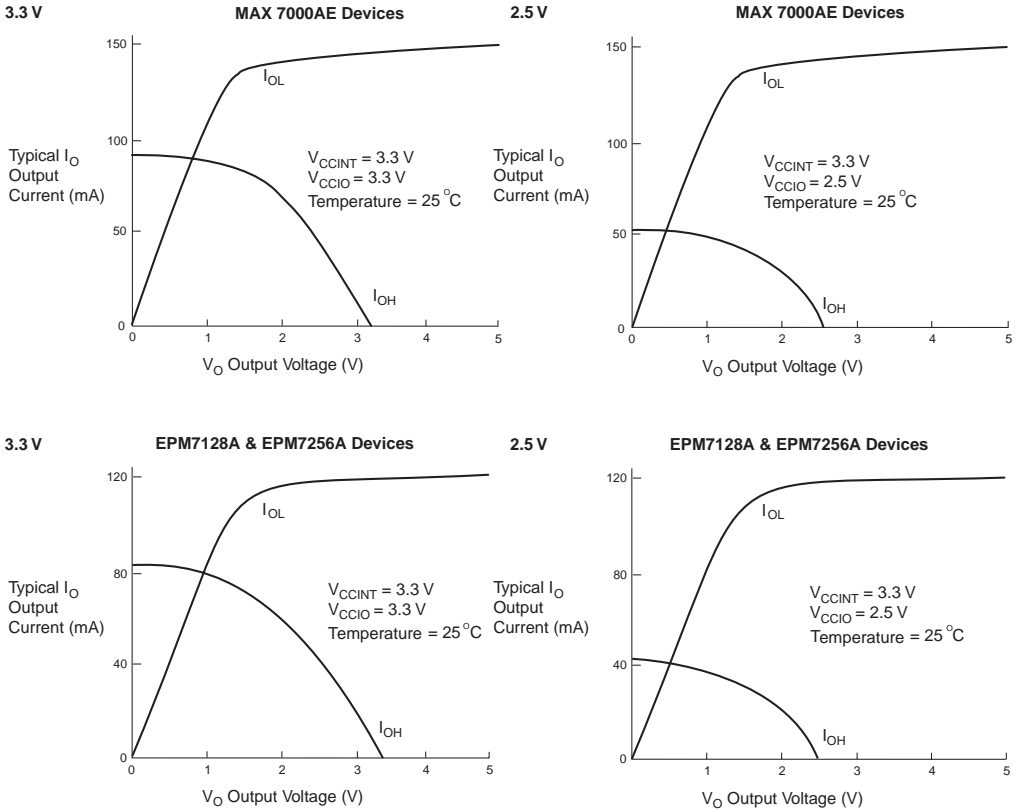 3.3 V
MAX 7000AE Devices
150
100
50
0
0
1
2
3
4
5
I_OL
I_OH
V_CCINT = 3.3 V
V_CCIO = 3.3 V
Temperature = 25 °C
Typical I_O
Output
Current (mA)
V_O Output Voltage (V)
2.5 V
MAX 7000AE Devices
150
100
50
0
0
1
2
3
4
5
I_OL
I_OH
V_CCINT = 3.3 V
V_CCIO = 2.5 V
Temperature = 25 °C
Typical I_O
Output
Current (mA)
V_O Output Voltage (V)
3.3 V
EPM7128A & EPM7256A Devices
120
80
40
0
0
1
2
3
4
5
I_OL
I_OH
V_CCINT = 3.3 V
V_CCIO = 3.3 V
Temperature = 25 °C
Typical I_O
Output
Current (mA)
V_O Output Voltage (V)
2.5 V
EPM7128A & EPM7256A Devices
120
80
40
0
1
2
3
4
5
I_OL
I_OH
V_CCINT = 3.3 V
V_CCIO = 2.5 V
Temperature = 25 °C
Typical I_O
Output
Current (mA)
V_O Output Voltage (V)